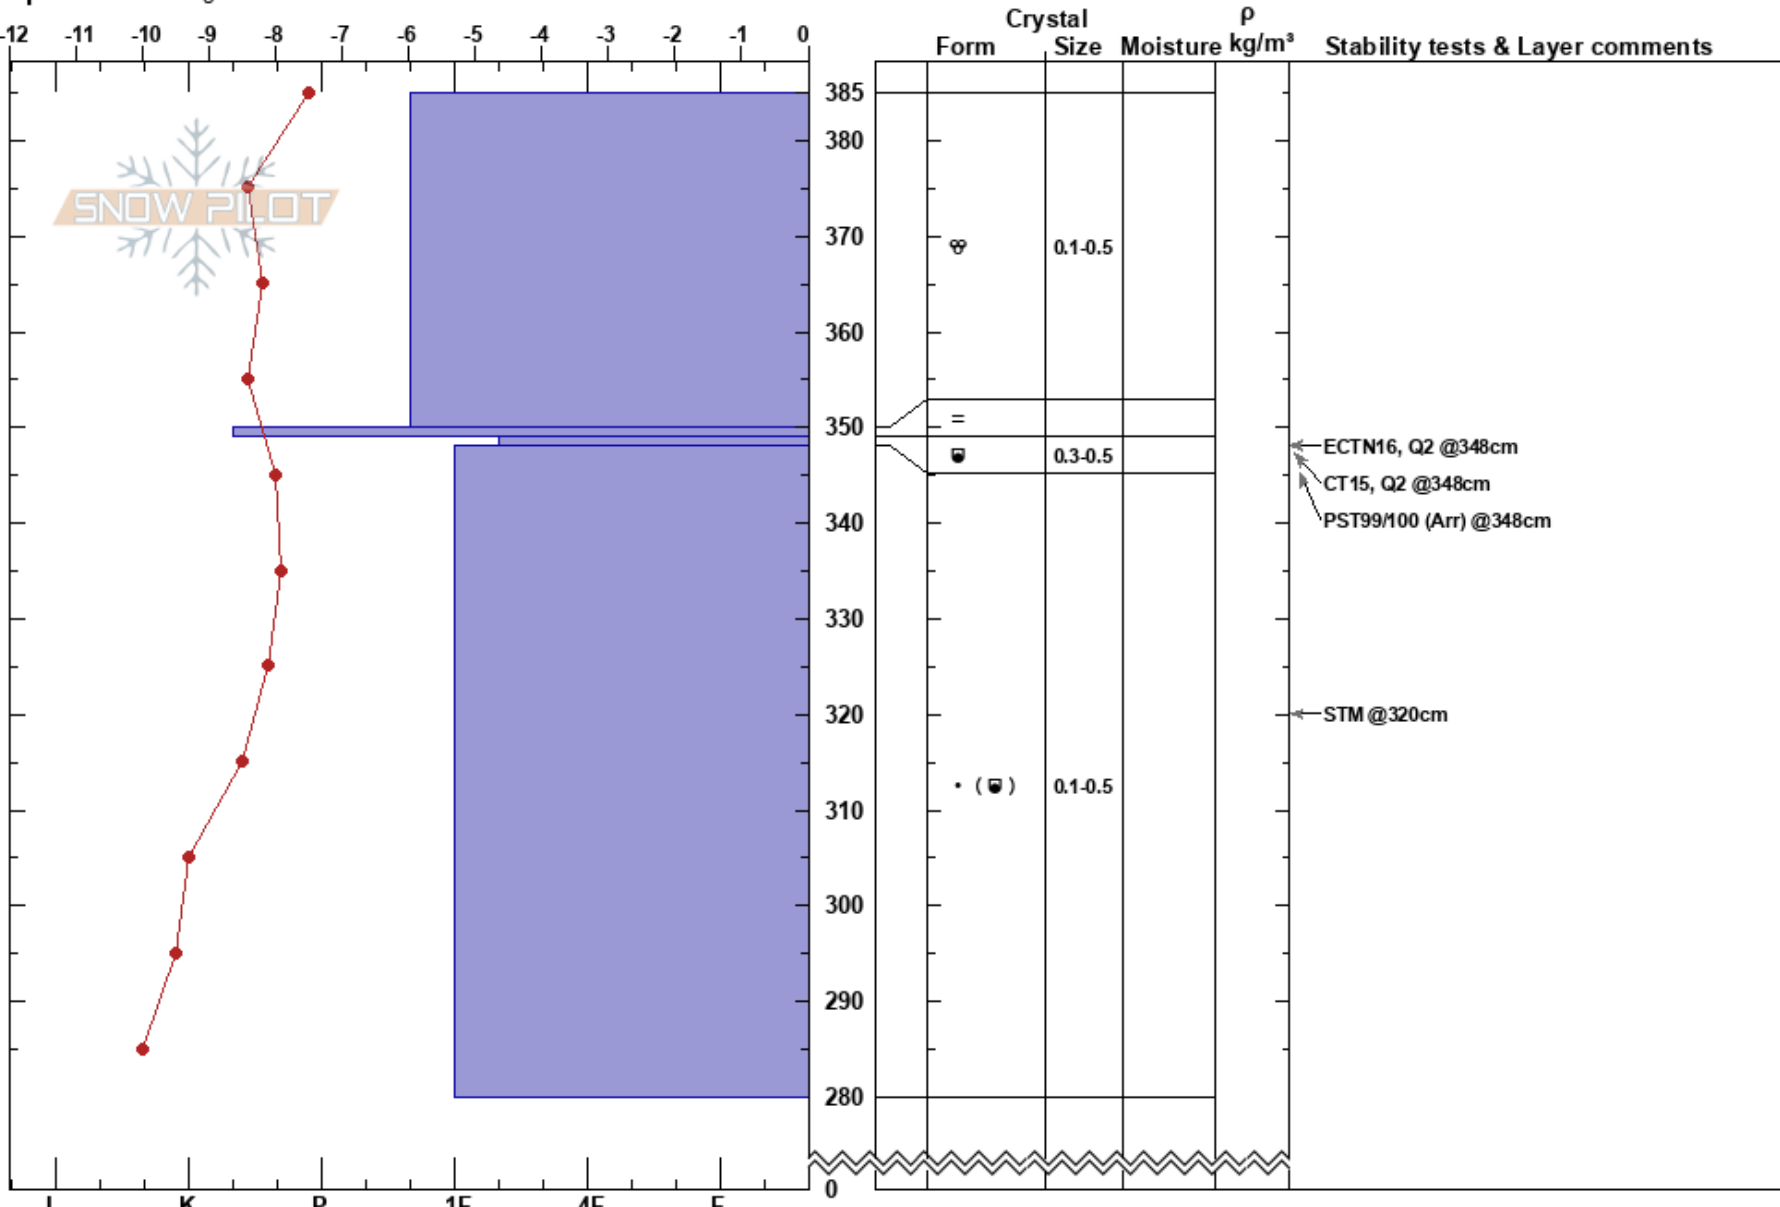 -12 -11 -10 -9 -8 -7 -6 -5 -4 -3 -2 -1 0
Crystal ρ
Form Size Moisture kg/m³ Stability tests & Layer comments
385
380
SNOW PILOT
370 0.1-0.5
360
350 =
ECTN16, Q2 @348cm
0.3-0.5
CT15, Q2 @348cm
340 PST99/100 (Arr) @348cm
330
320 STM @320cm
( ) 0.1-0.5
310
300
290
280
0
I K P 1F 4F F